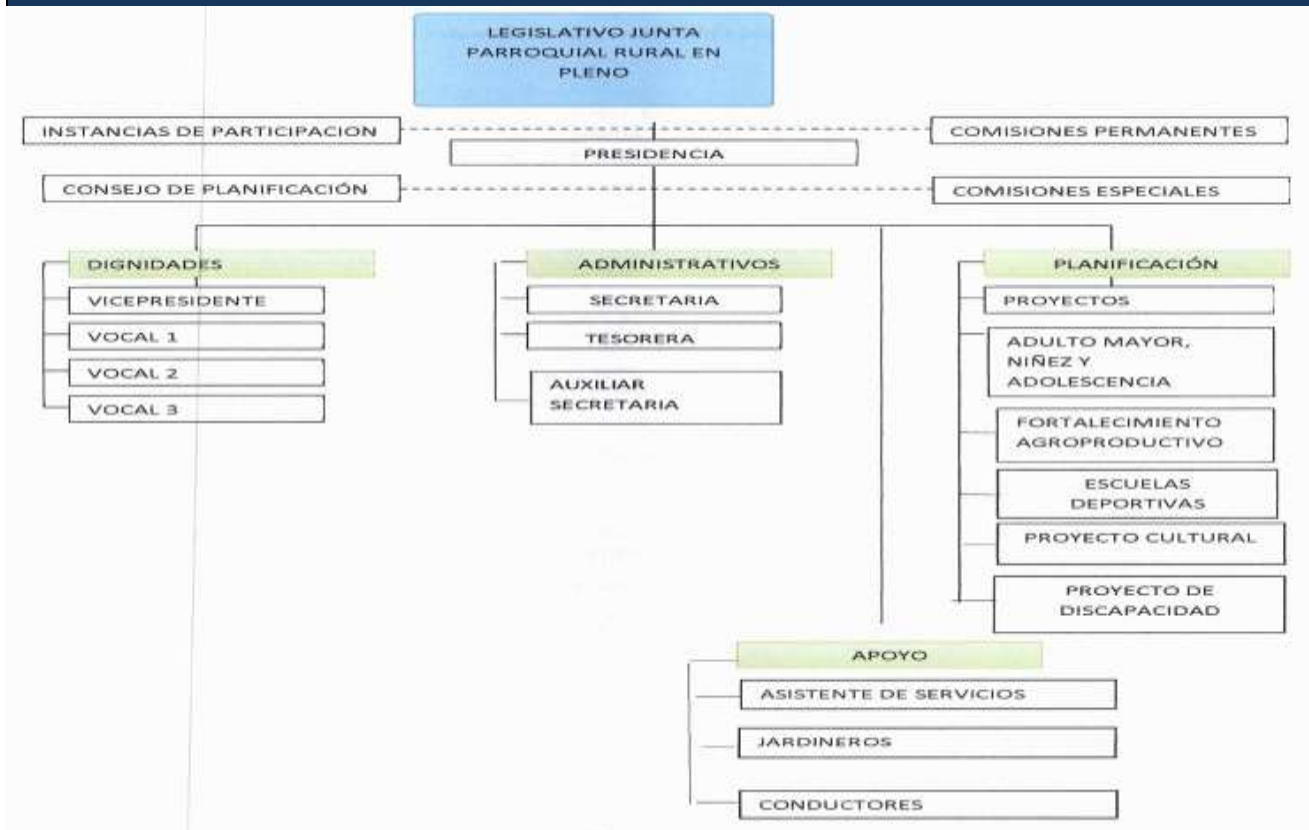 LEGISLATIVO JUNTA
PARROQUIAL RURAL EN
PLENO
INSTANCIAS DE PARTICIPACION
COMISIONES PERMANENTES
PRESIDENCIA
CONSEJO DE PLANIFICACIÓN
COMISIONES ESPECIALES
DIGNIDADES
VICEPRESIDENTE
VOCAL 1
VOCAL 2
VOCAL 3
ADMINISTRATIVOS
SECRETARIA
TESORERA
AUXILIAR
SECRETARIA
PLANIFICACIÓN
PROYECTOS
ADULTO MAYOR,
NIÑEZ Y
ADOLESCENCIA
FORTALECIMIENTO
AGROPRODUCTIVO
ESCUELAS
DEPORTIVAS
PROYECTO CULTURAL
PROYECTO DE
DISCAPACIDAD
APOYO
ASISTENTE DE SERVICIOS
JARDINEROS
CONDUCTORES